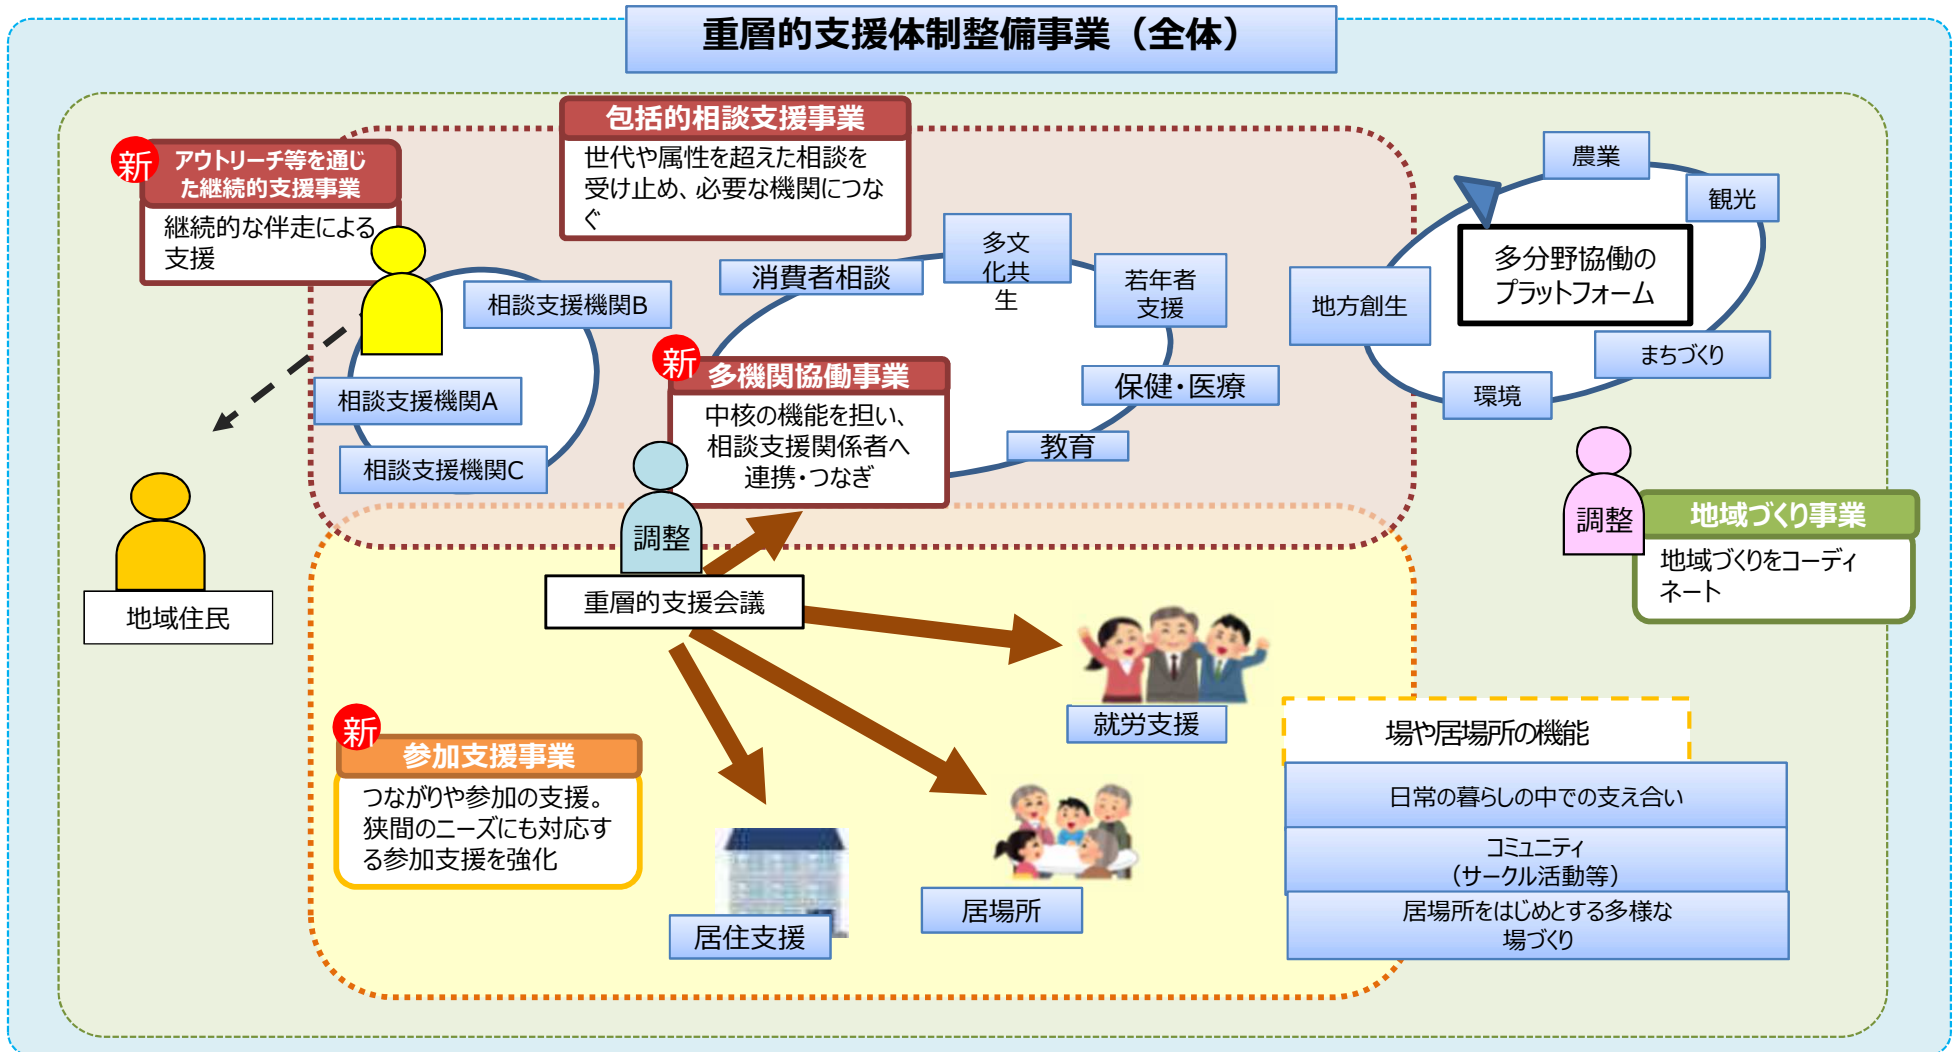 重層的支援体制整備事業（全体）
包括的相談支援事業
世代や属性を超えた相談を
受け止め、必要な機関につな
ぐ
新
アウトリーチ等を通じ
た継続的支援事業
継続的な伴走による
支援
相談支援機関B
相談支援機関A
相談支援機関C
消費者相談
多文
化共
生
若年者
支援
保健・医療
教育
新
多機関協働事業
中核の機能を担い、
相談支援関係者へ
連携・つなぎ
調整
重層的支援会議
農業
観光
多分野協働の
プラットフォーム
地方創生
まちづくり
環境
調整
地域づくり事業
地域づくりをコーディ
ネート
地域住民
新
参加支援事業
つながりや参加の支援。
狭間のニーズにも対応す
る参加支援を強化
就労支援
居場所
居住支援
場や居場所の機能
日常の暮らしの中での支え合い
コミュニティ
（サークル活動等）
居場所をはじめとする多様な
場づくり